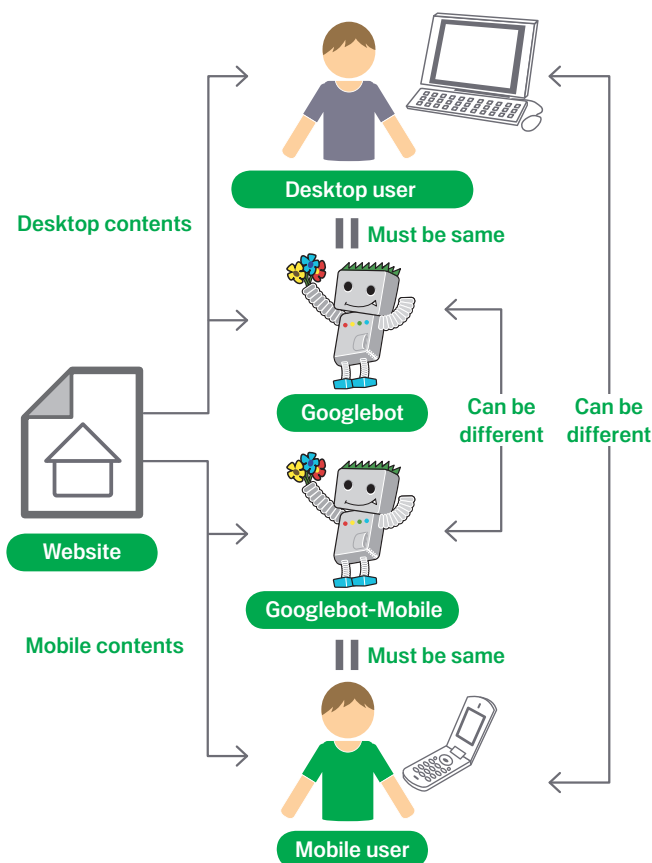 Desktop user
Desktop contents
Must be same
Googlebot
Can be
different
Can be
different
Website
Googlebot-Mobile
Mobile contents
Must be same
Mobile user